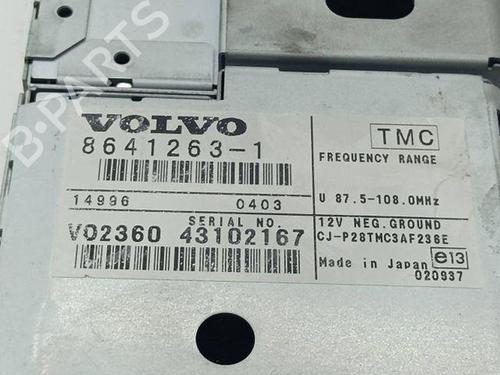 B-PARTS
VOLVO
8641263-1
14996 0403
SERIAL NO.
V02360 43102167
TMC
FREQUENCY RANGE
U 87.5-108.0MHz
12V NEG. GROUND
CJ-P28TMC3AF236E
Made in Japan e13
020937